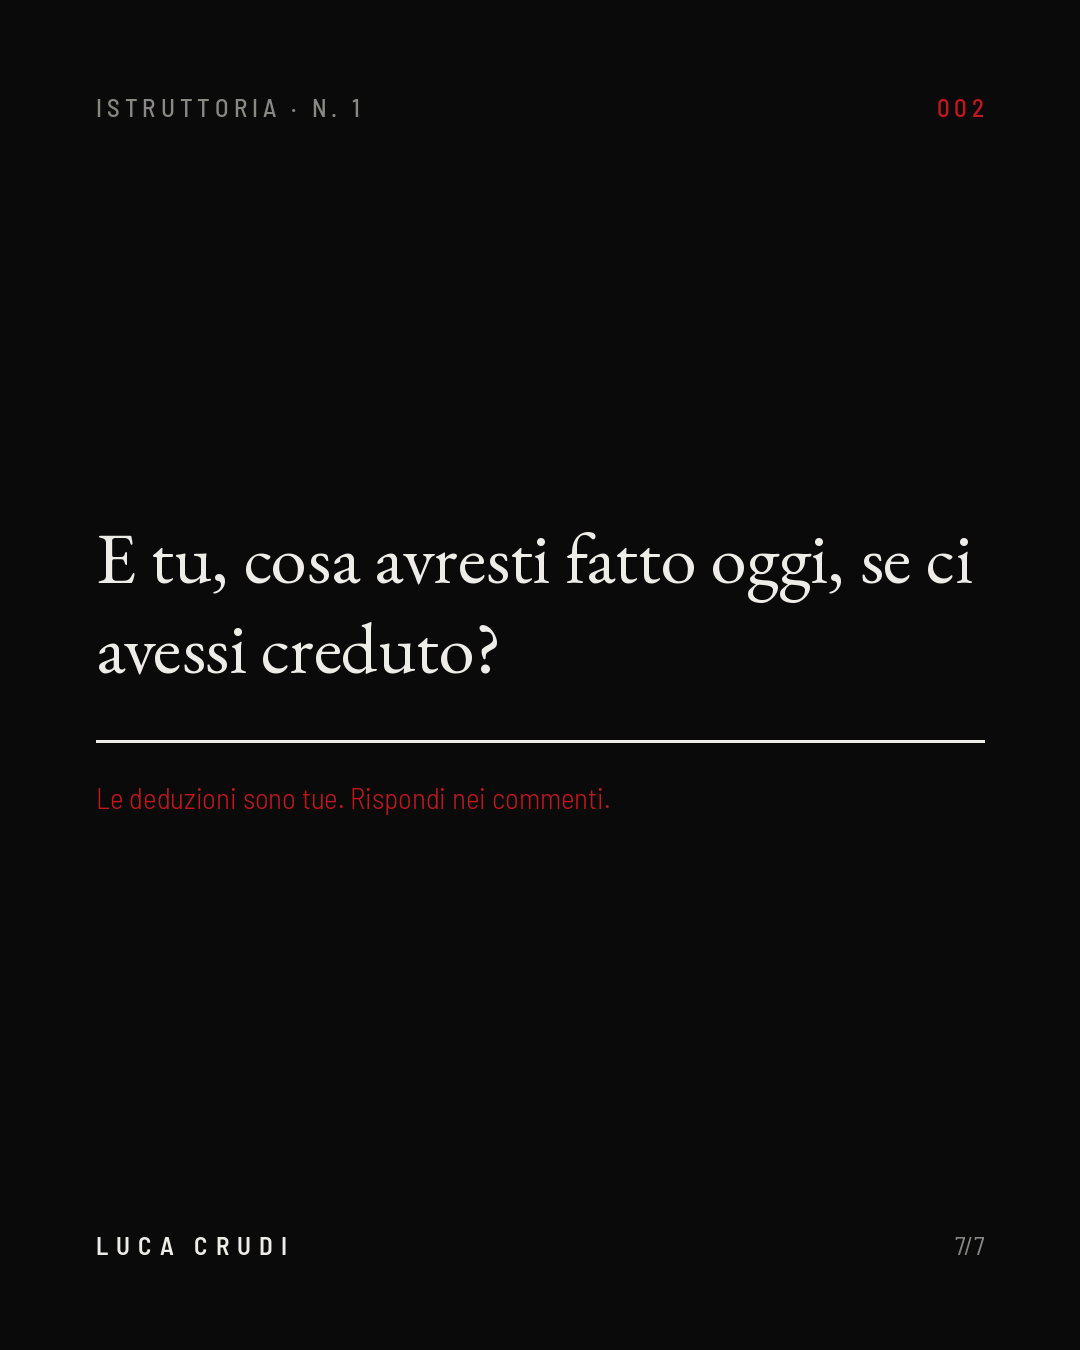 ISTRUTTORIA · N. 1
002
E tu, cosa avresti fatto oggi, se ci
avessi creduto?
Le deduzioni sono tue. Rispondi nei commenti.
LUCA CRUDI
7/7